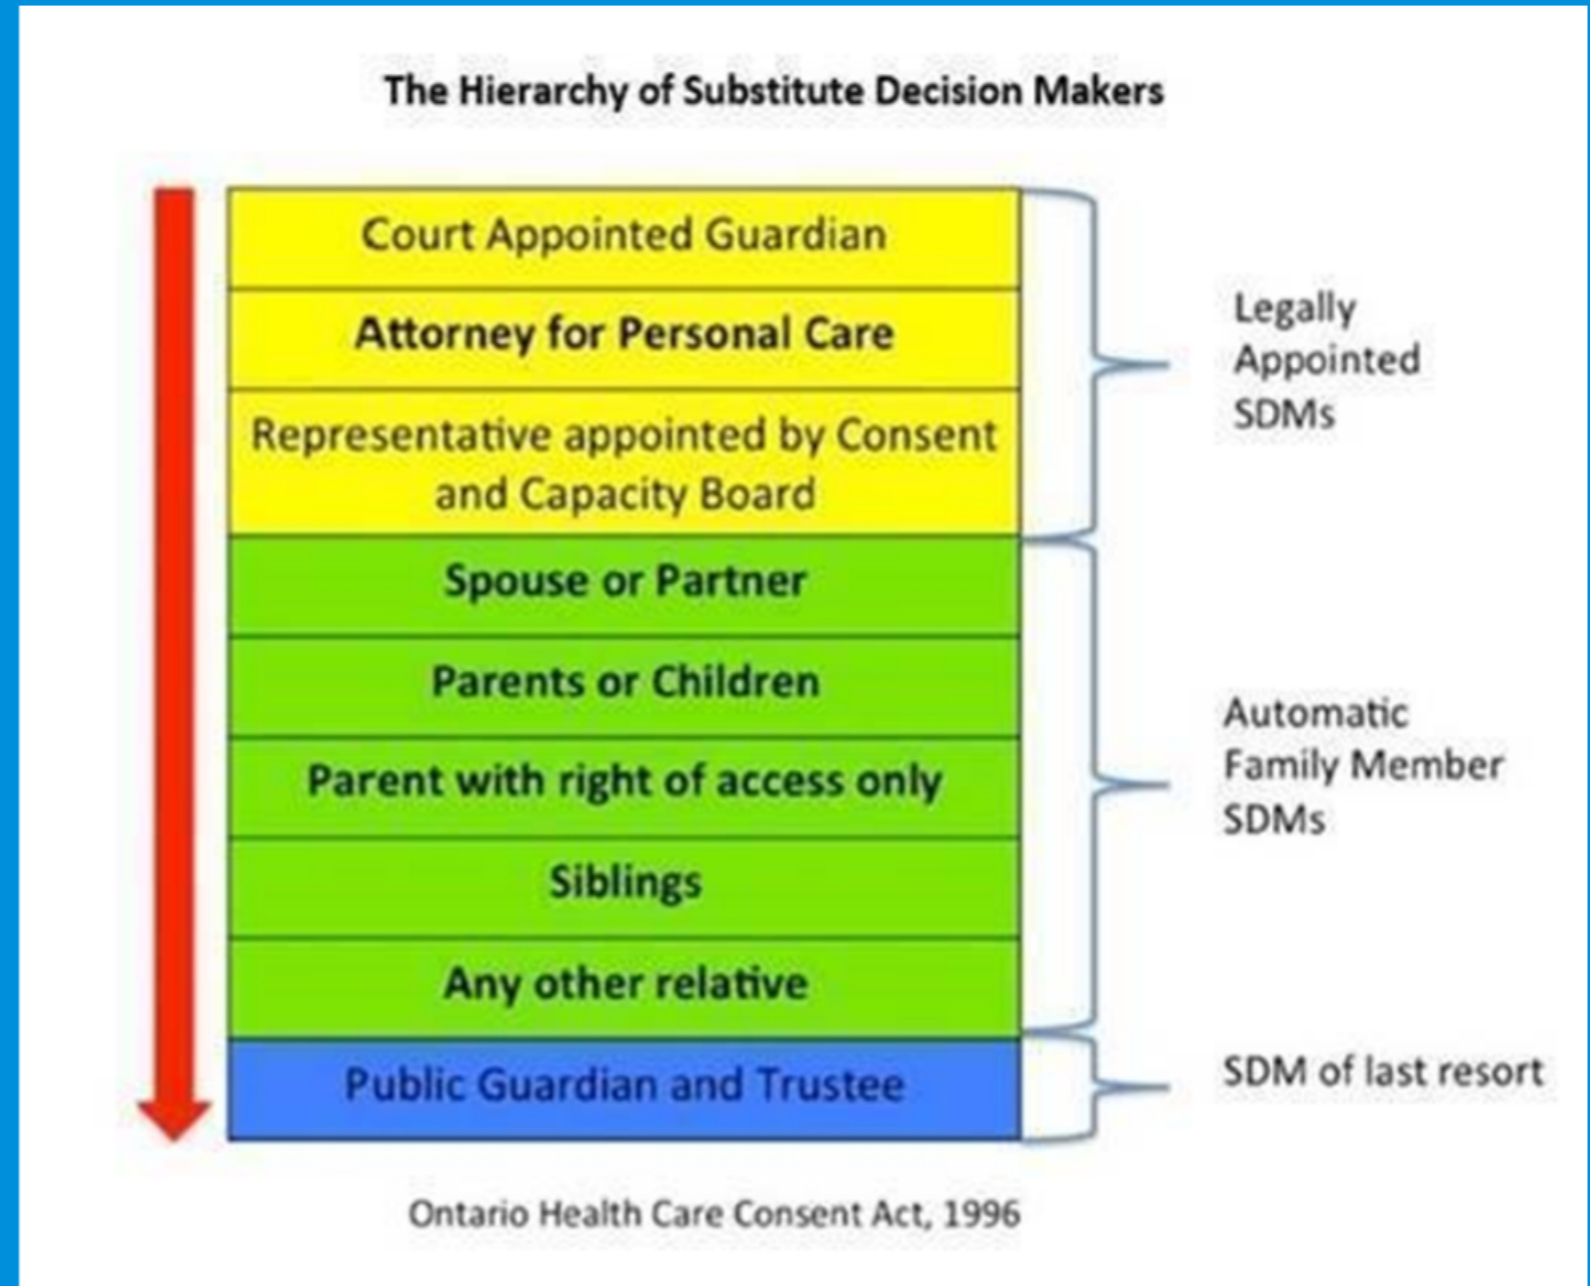 The Hierarchy of Substitute Decision Makers
Court Appointed Guardian
Attorney for Personal Care
Representative appointed by Consent
and Capacity Board
Legally
Appointed
SDMs
Spouse or Partner
Parents or Children
Parent with right of access only
Siblings
Any other relative
Automatic
Family Member
SDMs
Public Guardian and Trustee
SDM of last resort
Ontario Health Care Consent Act, 1996